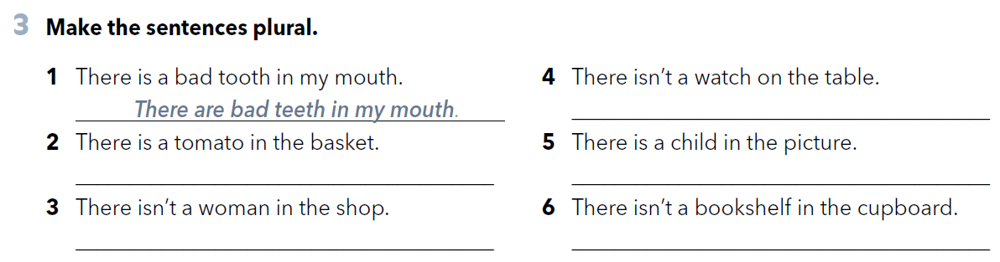 3 Make the sentences plural.
1 There is a bad tooth in my mouth.
There are bad teeth in my mouth.
2 There is a tomato in the basket.
3 There isn’t a woman in the shop.
4 There isn’t a watch on the table.
5 There is a child in the picture.
6 There isn’t a bookshelf in the cupboard.